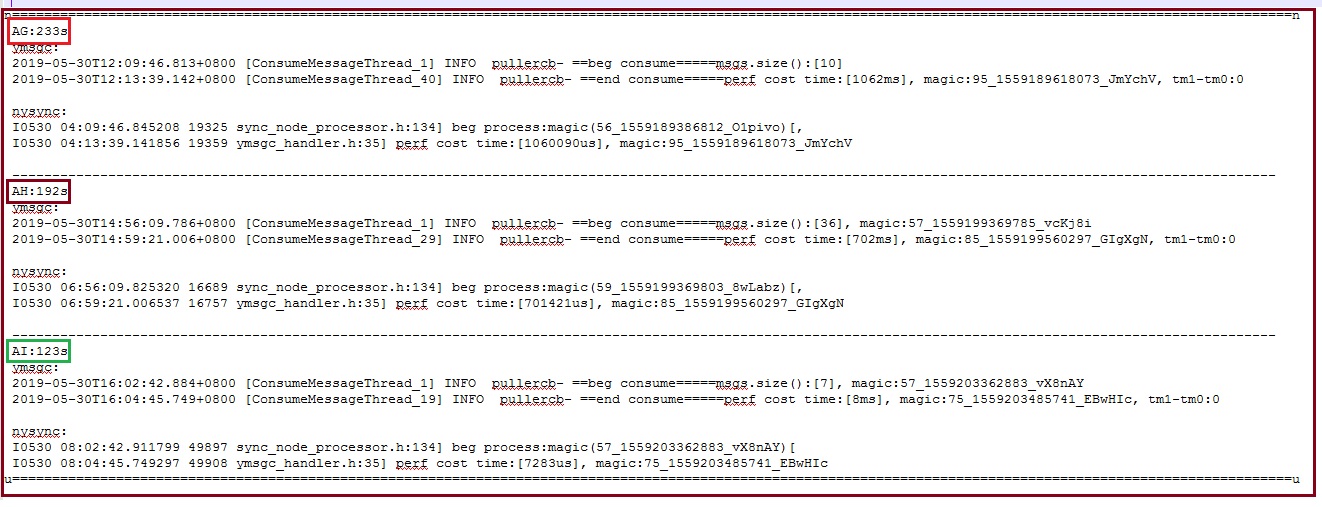 n================================================================================================================================================================n
AG:233s
ymsgc:
2019-05-30T12:09:46.813+0800 [ConsumeMessageThread_1] INFO  pullercb- ==beg consume=====msgs.size():[10]
2019-05-30T12:13:39.142+0800 [ConsumeMessageThread_40] INFO  pullercb- ==end consume=====perf cost time:[1062ms], magic:95_1559189618073_JmYchV, tm1-tm0:0
nysync:
I0530 04:09:46.845208 19325 sync_node_processor.h:134] beg process:magic(56_1559189386812_O1pivo)[,
I0530 04:13:39.141856 19359 ymsgc_handler.h:35] perf cost time:[1060090us], magic:95_1559189618073_JmYchV
--------------------------------------------------------------------------------------------------------------------------------------------------------------
AH:192s
ymsgc:
2019-05-30T14:56:09.786+0800 [ConsumeMessageThread_1] INFO  pullercb- ==beg consume=====msgs.size():[36], magic:57_1559199369785_vcKj8i
2019-05-30T14:59:21.006+0800 [ConsumeMessageThread_29] INFO  pullercb- ==end consume=====perf cost time:[702ms], magic:85_1559199560297_GIgXgN, tm1-tm0:0
nysync:
I0530 06:56:09.825320 16689 sync_node_processor.h:134] beg process:magic(59_1559199369803_8wLabz)[,
I0530 06:59:21.006537 16757 ymsgc_handler.h:35] perf cost time:[701421us], magic:85_1559199560297_GIgXgN
--------------------------------------------------------------------------------------------------------------------------------------------------------------
AI:123s
ymsgc:
2019-05-30T16:02:42.884+0800 [ConsumeMessageThread_1] INFO  pullercb- ==beg consume=====msgs.size():[7], magic:57_1559203362883_vX8nAY
2019-05-30T16:04:45.749+0800 [ConsumeMessageThread_19] INFO  pullercb- ==end consume=====perf cost time:[8ms], magic:75_1559203485741_EBwHIc, tm1-tm0:0
nysync:
I0530 08:02:42.911799 49897 sync_node_processor.h:134] beg process:magic(57_1559203362883_vX8nAY)[
I0530 08:04:45.749297 49908 ymsgc_handler.h:35] perf cost time:[7283us], magic:75_1559203485741_EBwHIc
u================================================================================================================================================================u